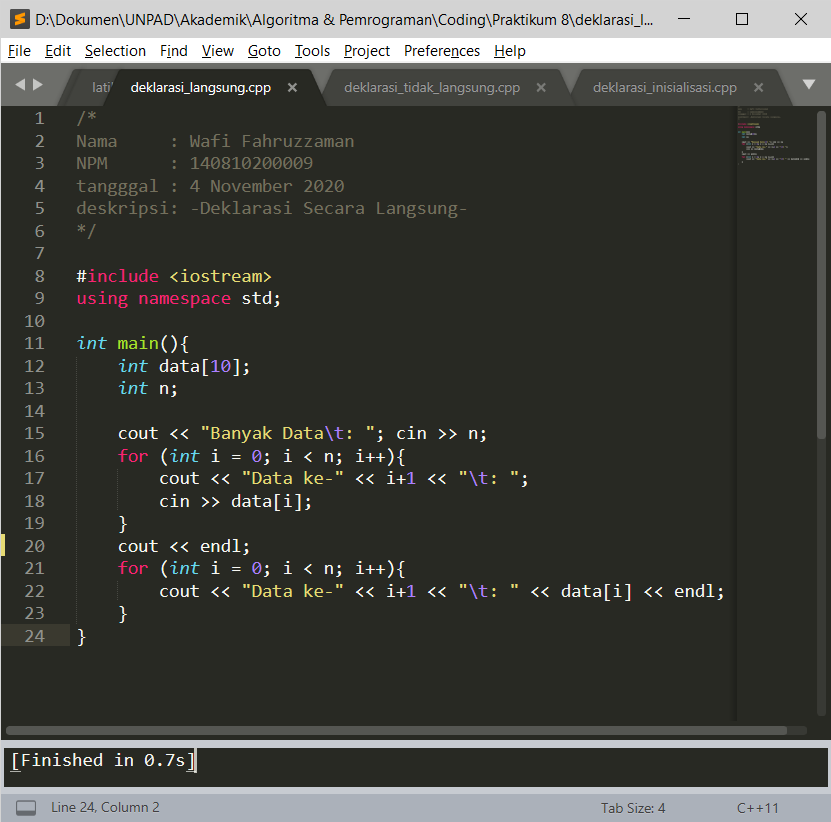 D:\Dokumen\UNPAD\Akademik\Algoritma & Pemrograman\Coding\Praktikum 8\deklarasi_l...
File Edit Selection Find View Goto Tools Project Preferences Help
lati deklarasi_langsung.cpp × deklarasi_tidak_langsung.cpp × deklarasi_inisialisasi.cpp ×
1 /*
2 Nama     : Wafi Fahruzzaman
3 NPM      : 140810200009
4 tangggal : 4 November 2020
5 deskripsi: -Deklarasi Secara Langsung-
6 */
7
8 #include <iostream>
9 using namespace std;
10
11 int main(){
12     int data[10];
13     int n;
14
15     cout << "Banyak Data\t: "; cin >> n;
16     for (int i = 0; i < n; i++){
17         cout << "Data ke-" << i+1 << "\t: ";
18         cin >> data[i];
19     }
20     cout << endl;
21     for (int i = 0; i < n; i++){
22         cout << "Data ke-" << i+1 << "\t: " << data[i] << endl;
23     }
24 }
[Finished in 0.7s]
Line 24, Column 2 Tab Size: 4 C++11